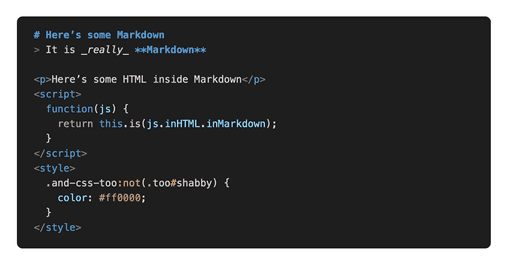 # Here’s some Markdown
> It is _really_ **Markdown**
<p>Here’s some HTML inside Markdown</p>
<script>
function(js) {
return this.is(js.inHTML.inMarkdown);
}
</script>
<style>
.and-css-too:not(.too#shabby) {
color: #ff0000;
}
</style>